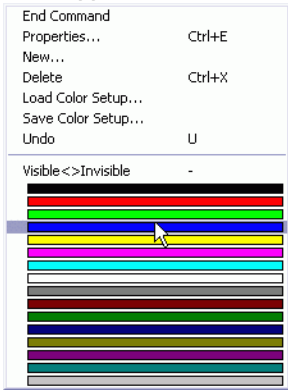 End Command
Properties... Ctrl+E
New...
Delete Ctrl+X
Load Color Setup...
Save Color Setup...
Undo U
Visible<>Invisible -